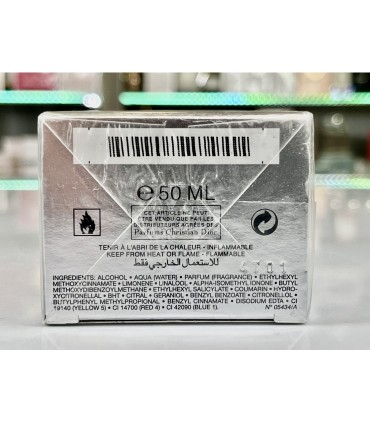 ℮ 50 ML
CET ARTICLE NE PEUT
ÊTRE VENDU QUE PAR LES
DISTRIBUTEURS AGRÉÉS DE
Parfums Christian Dior
TENIR À L'ABRI DE LA CHALEUR - INFLAMMABLE
KEEP FROM HEAT OR FLAME - FLAMMABLE
للاستعمال الخارجي فقط
INGREDIENTS: ALCOHOL • AQUA (WATER) • PARFUM (FRAGRANCE) • ETHYLHEXYL
METHOXYCINNAMATE • LIMONENE • LINALOOL • ALPHA-ISOMETHYL IONONE • BUTYL
METHOXYDIBENZOYLMETHANE • ETHYLHEXYL SALICYLATE • COUMARIN • HYDRO-
XYCITRONELLAL • BHT • CITRAL • GERANIOL • BENZYL BENZOATE • CITRONELLOL •
BUTYLPHENYL METHYLPROPIONAL • BENZYL CINNAMATE • DISODIUM EDTA • CI
19140 (YELLOW 5) • CI 14700 (RED 4) • CI 42090 (BLUE 1). N° 05434/A